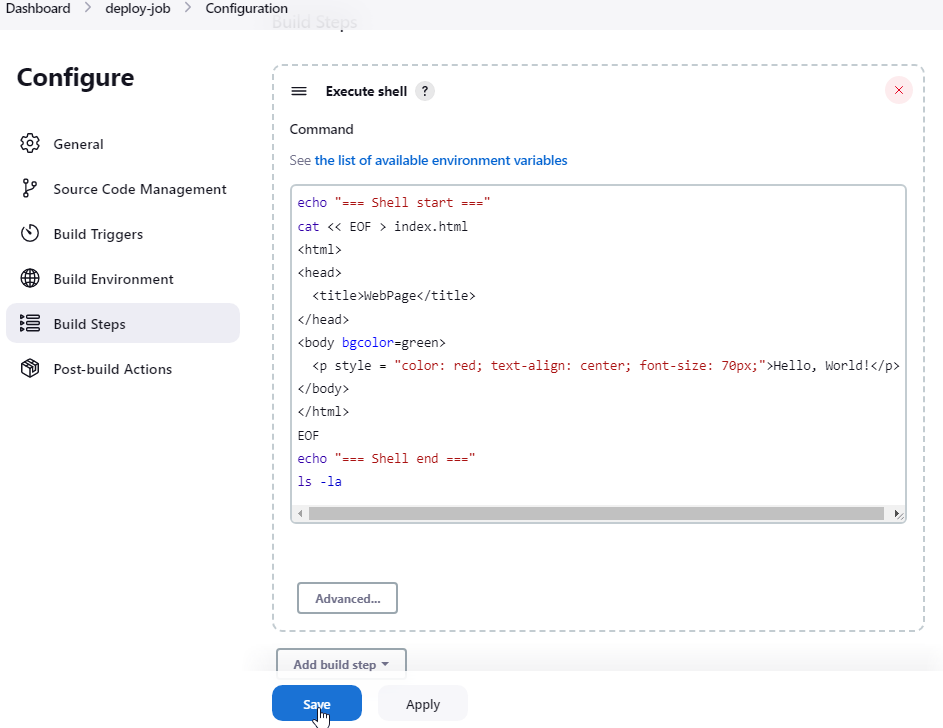 Dashboard > deploy-job > Configuration
Build Steps
Configure
General
Source Code Management
Build Triggers
Build Environment
Build Steps
Post-build Actions
Execute shell ?
Command
See the list of available environment variables
echo "=== Shell start ==="
cat << EOF > index.html
<html>
<head>
  <title>WebPage</title>
</head>
<body bgcolor=green>
  <p style = "color: red; text-align: center; font-size: 70px;">Hello, World!</p>
</body>
</html>
EOF
echo "=== Shell end ==="
ls -la
Advanced...
Add build step
Save
Apply